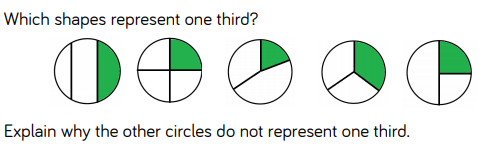 Which shapes represent one third?
Explain why the other circles do not represent one third.